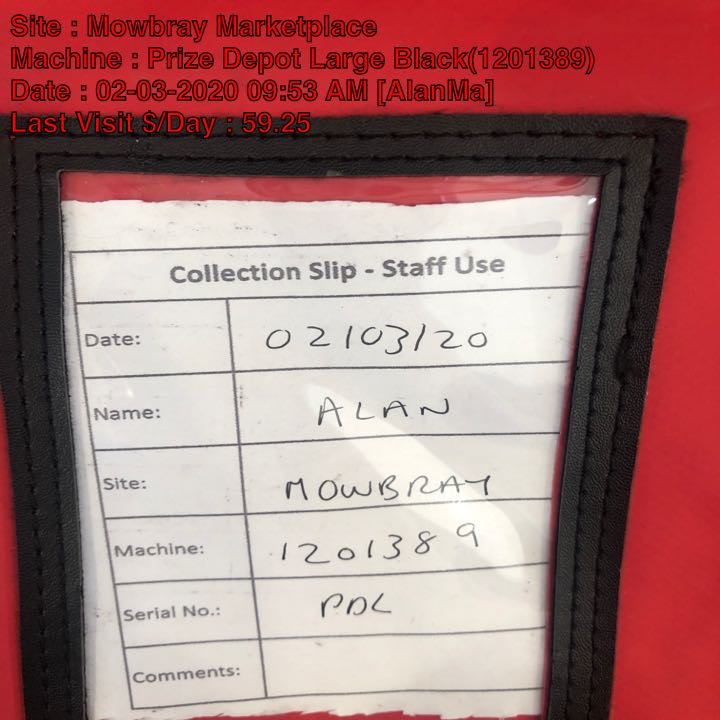 Site : Mowbray Marketplace
Machine : Prize Depot Large Black(1201389)
Date : 02-03-2020 09:53 AM [AlanMa]
Last Visit $/Day : 59.25
Collection Slip - Staff Use
Date: 02/03/20
Name: ALAN
Site: MOWBRAY
Machine: 1201389
Serial No.: PDL
Comments: